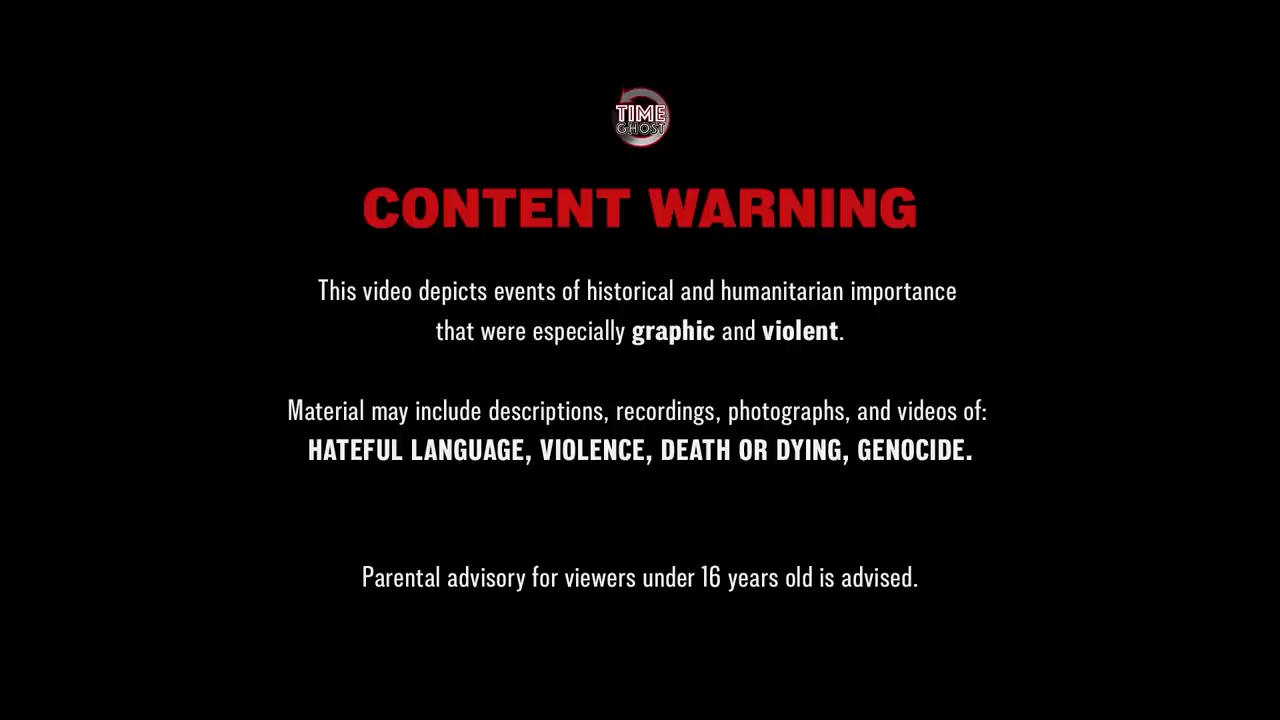 TIME
GHOST
CONTENT WARNING
This video depicts events of historical and humanitarian importance
that were especially graphic and violent.
Material may include descriptions, recordings, photographs, and videos of:
HATEFUL LANGUAGE, VIOLENCE, DEATH OR DYING, GENOCIDE.
Parental advisory for viewers under 16 years old is advised.